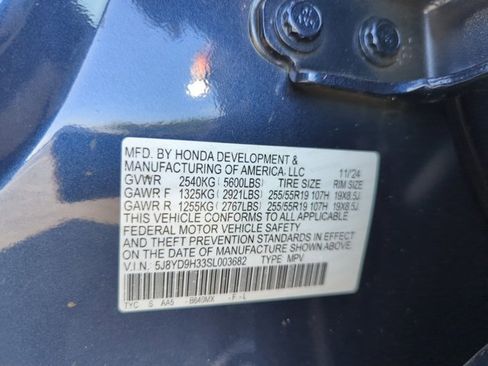 MFD. BY HONDA DEVELOPMENT &
MANUFACTURING OF AMERICA, LLC 11/24
GVWR 2540KG (5600LBS) TIRE SIZE RIM SIZE
GAWR F 1325KG (2921LBS) 255/55R19 107H 19X8.5J
GAWR R 1255KG (2767LBS) 255/55R19 107H 19X8.5J
THIS VEHICLE CONFORMS TO ALL APPLICABLE
FEDERAL MOTOR VEHICLE SAFETY
AND THEFT PREVENTION STANDARDS IN EFFECT
ON THE DATE OF MANUFACTURE SHOWN ABOVE.
V.I.N. 5J8YD9H33SL003682 TYPE MPV
TYC S AA5 - B649MX - F - L